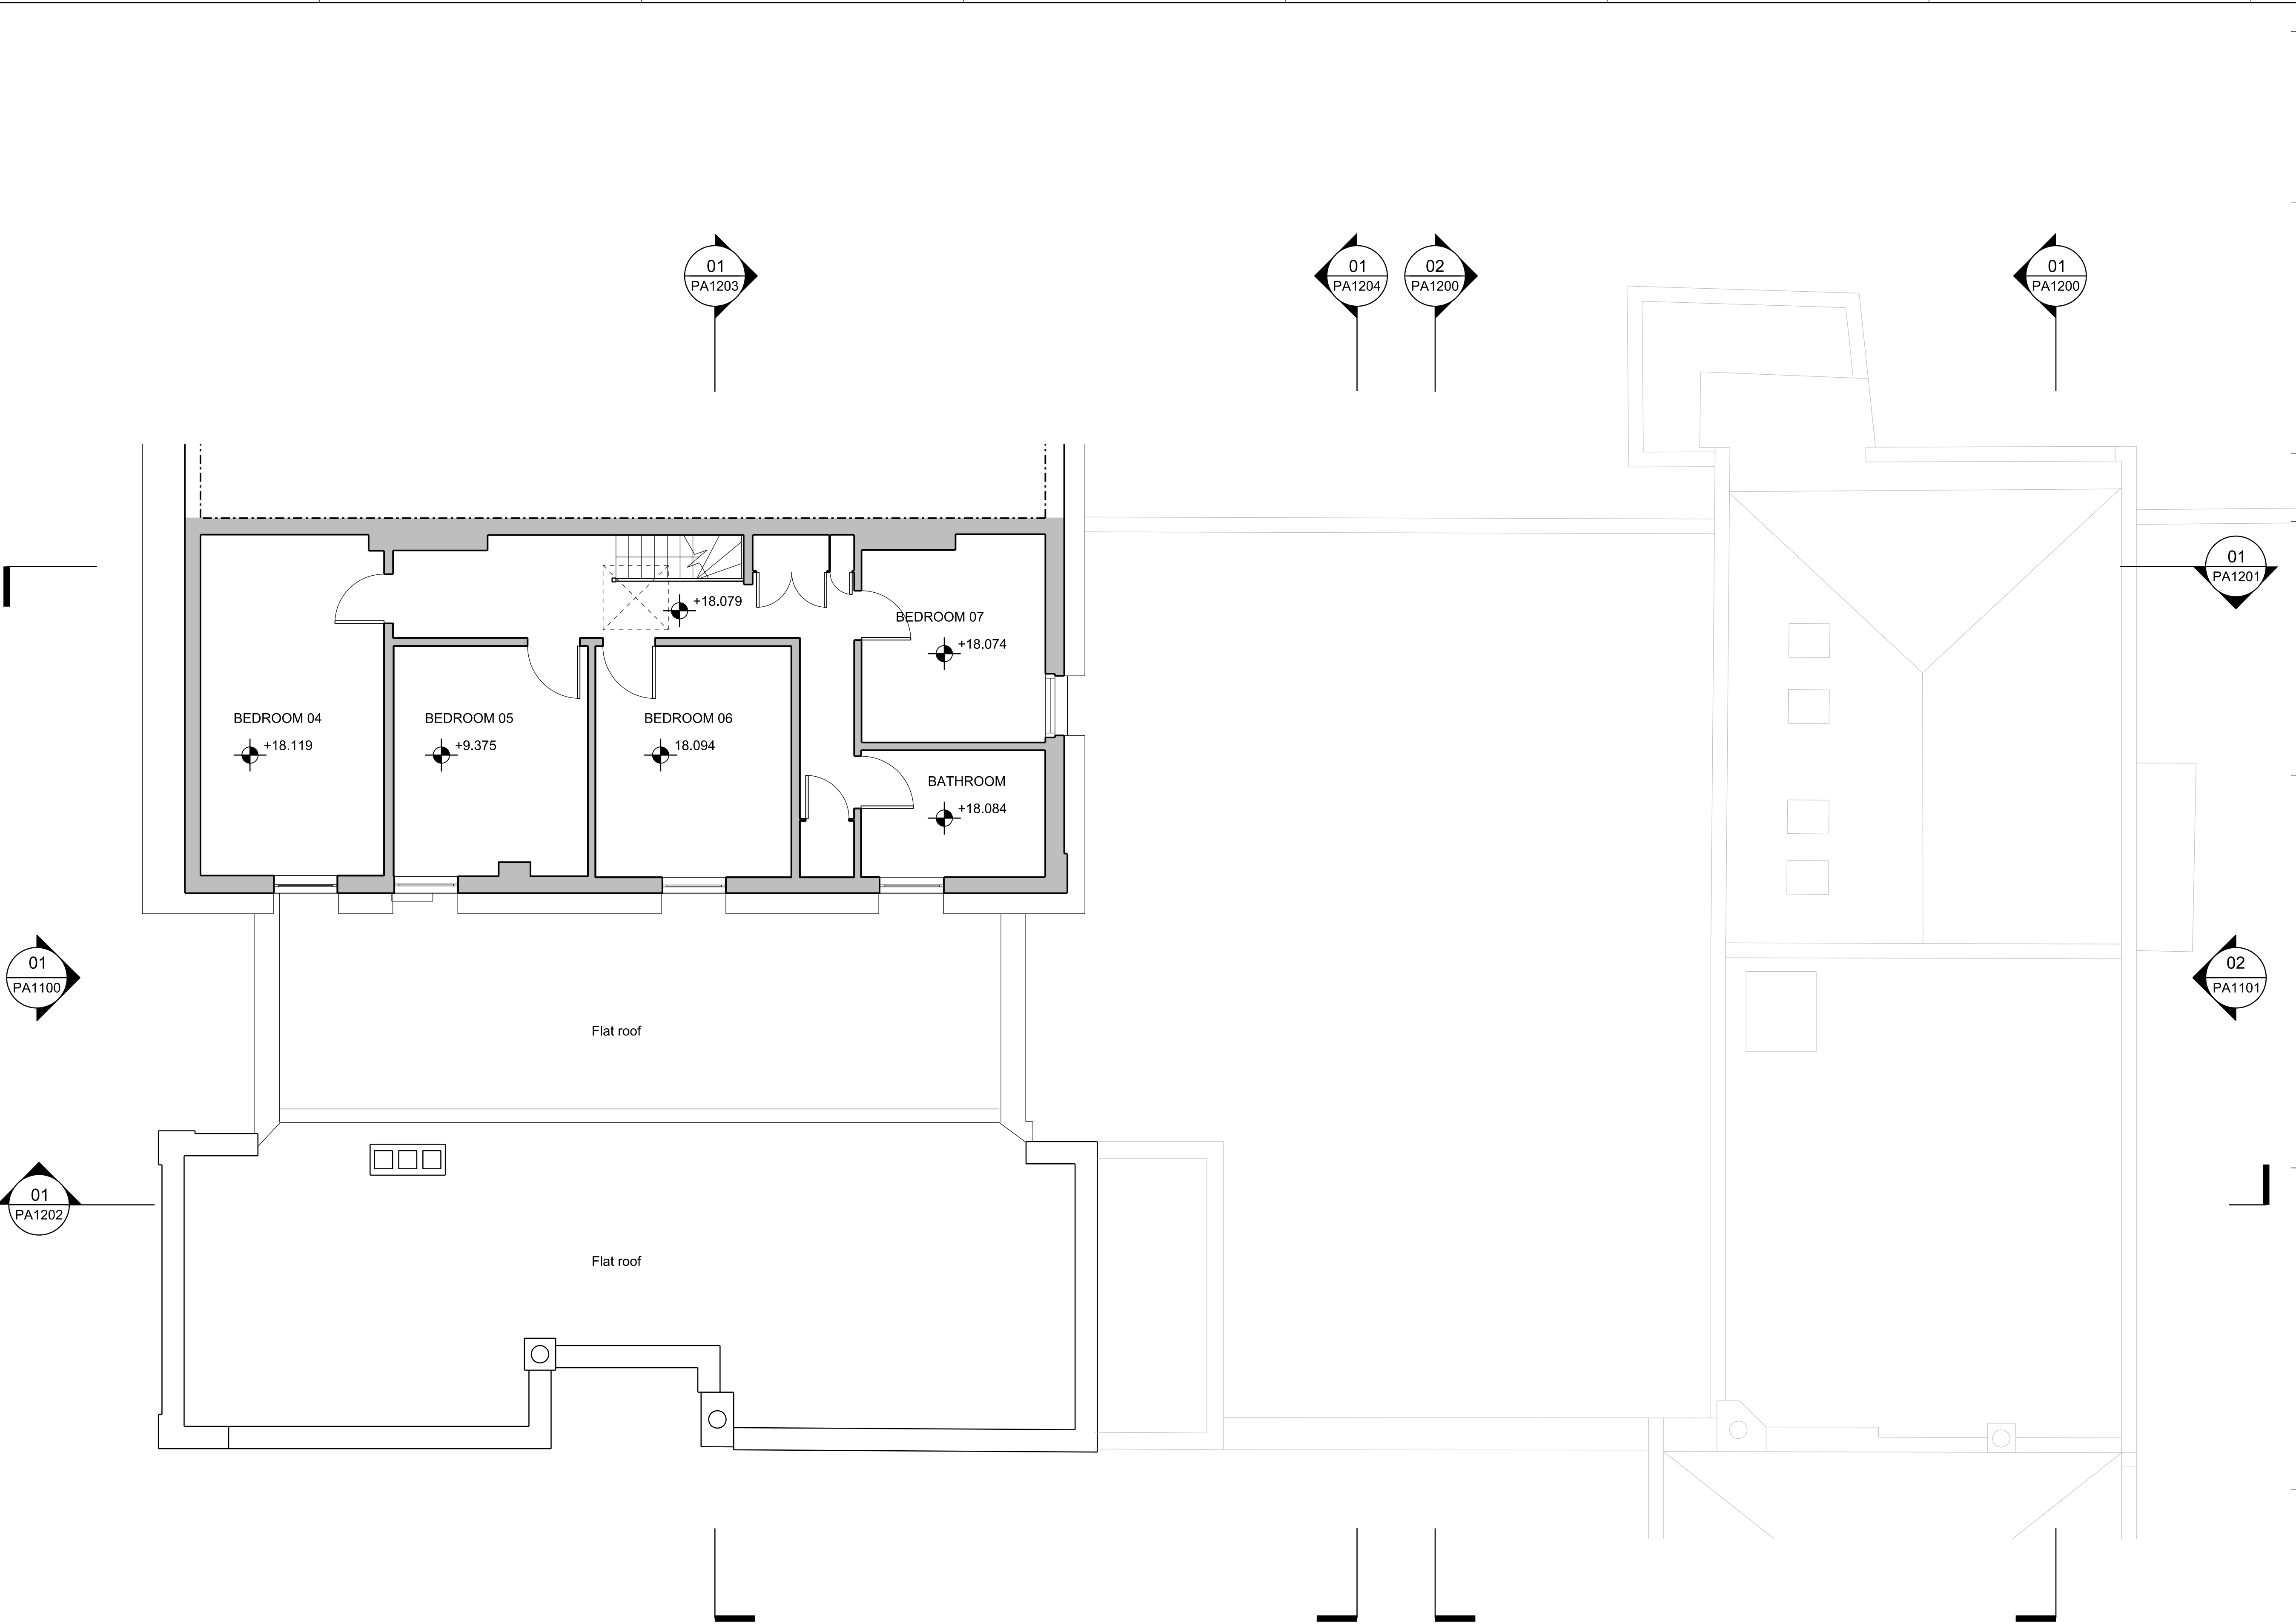 01
PA1203
01
PA1204
02
PA1200
01
PA1200
01
PA1201
+18.079
BEDROOM 07
+18.074
BEDROOM 04
+18.119
BEDROOM 05
+9.375
BEDROOM 06
18.094
BATHROOM
+18.084
01
PA1100
02
PA1101
Flat roof
01
PA1202
Flat roof